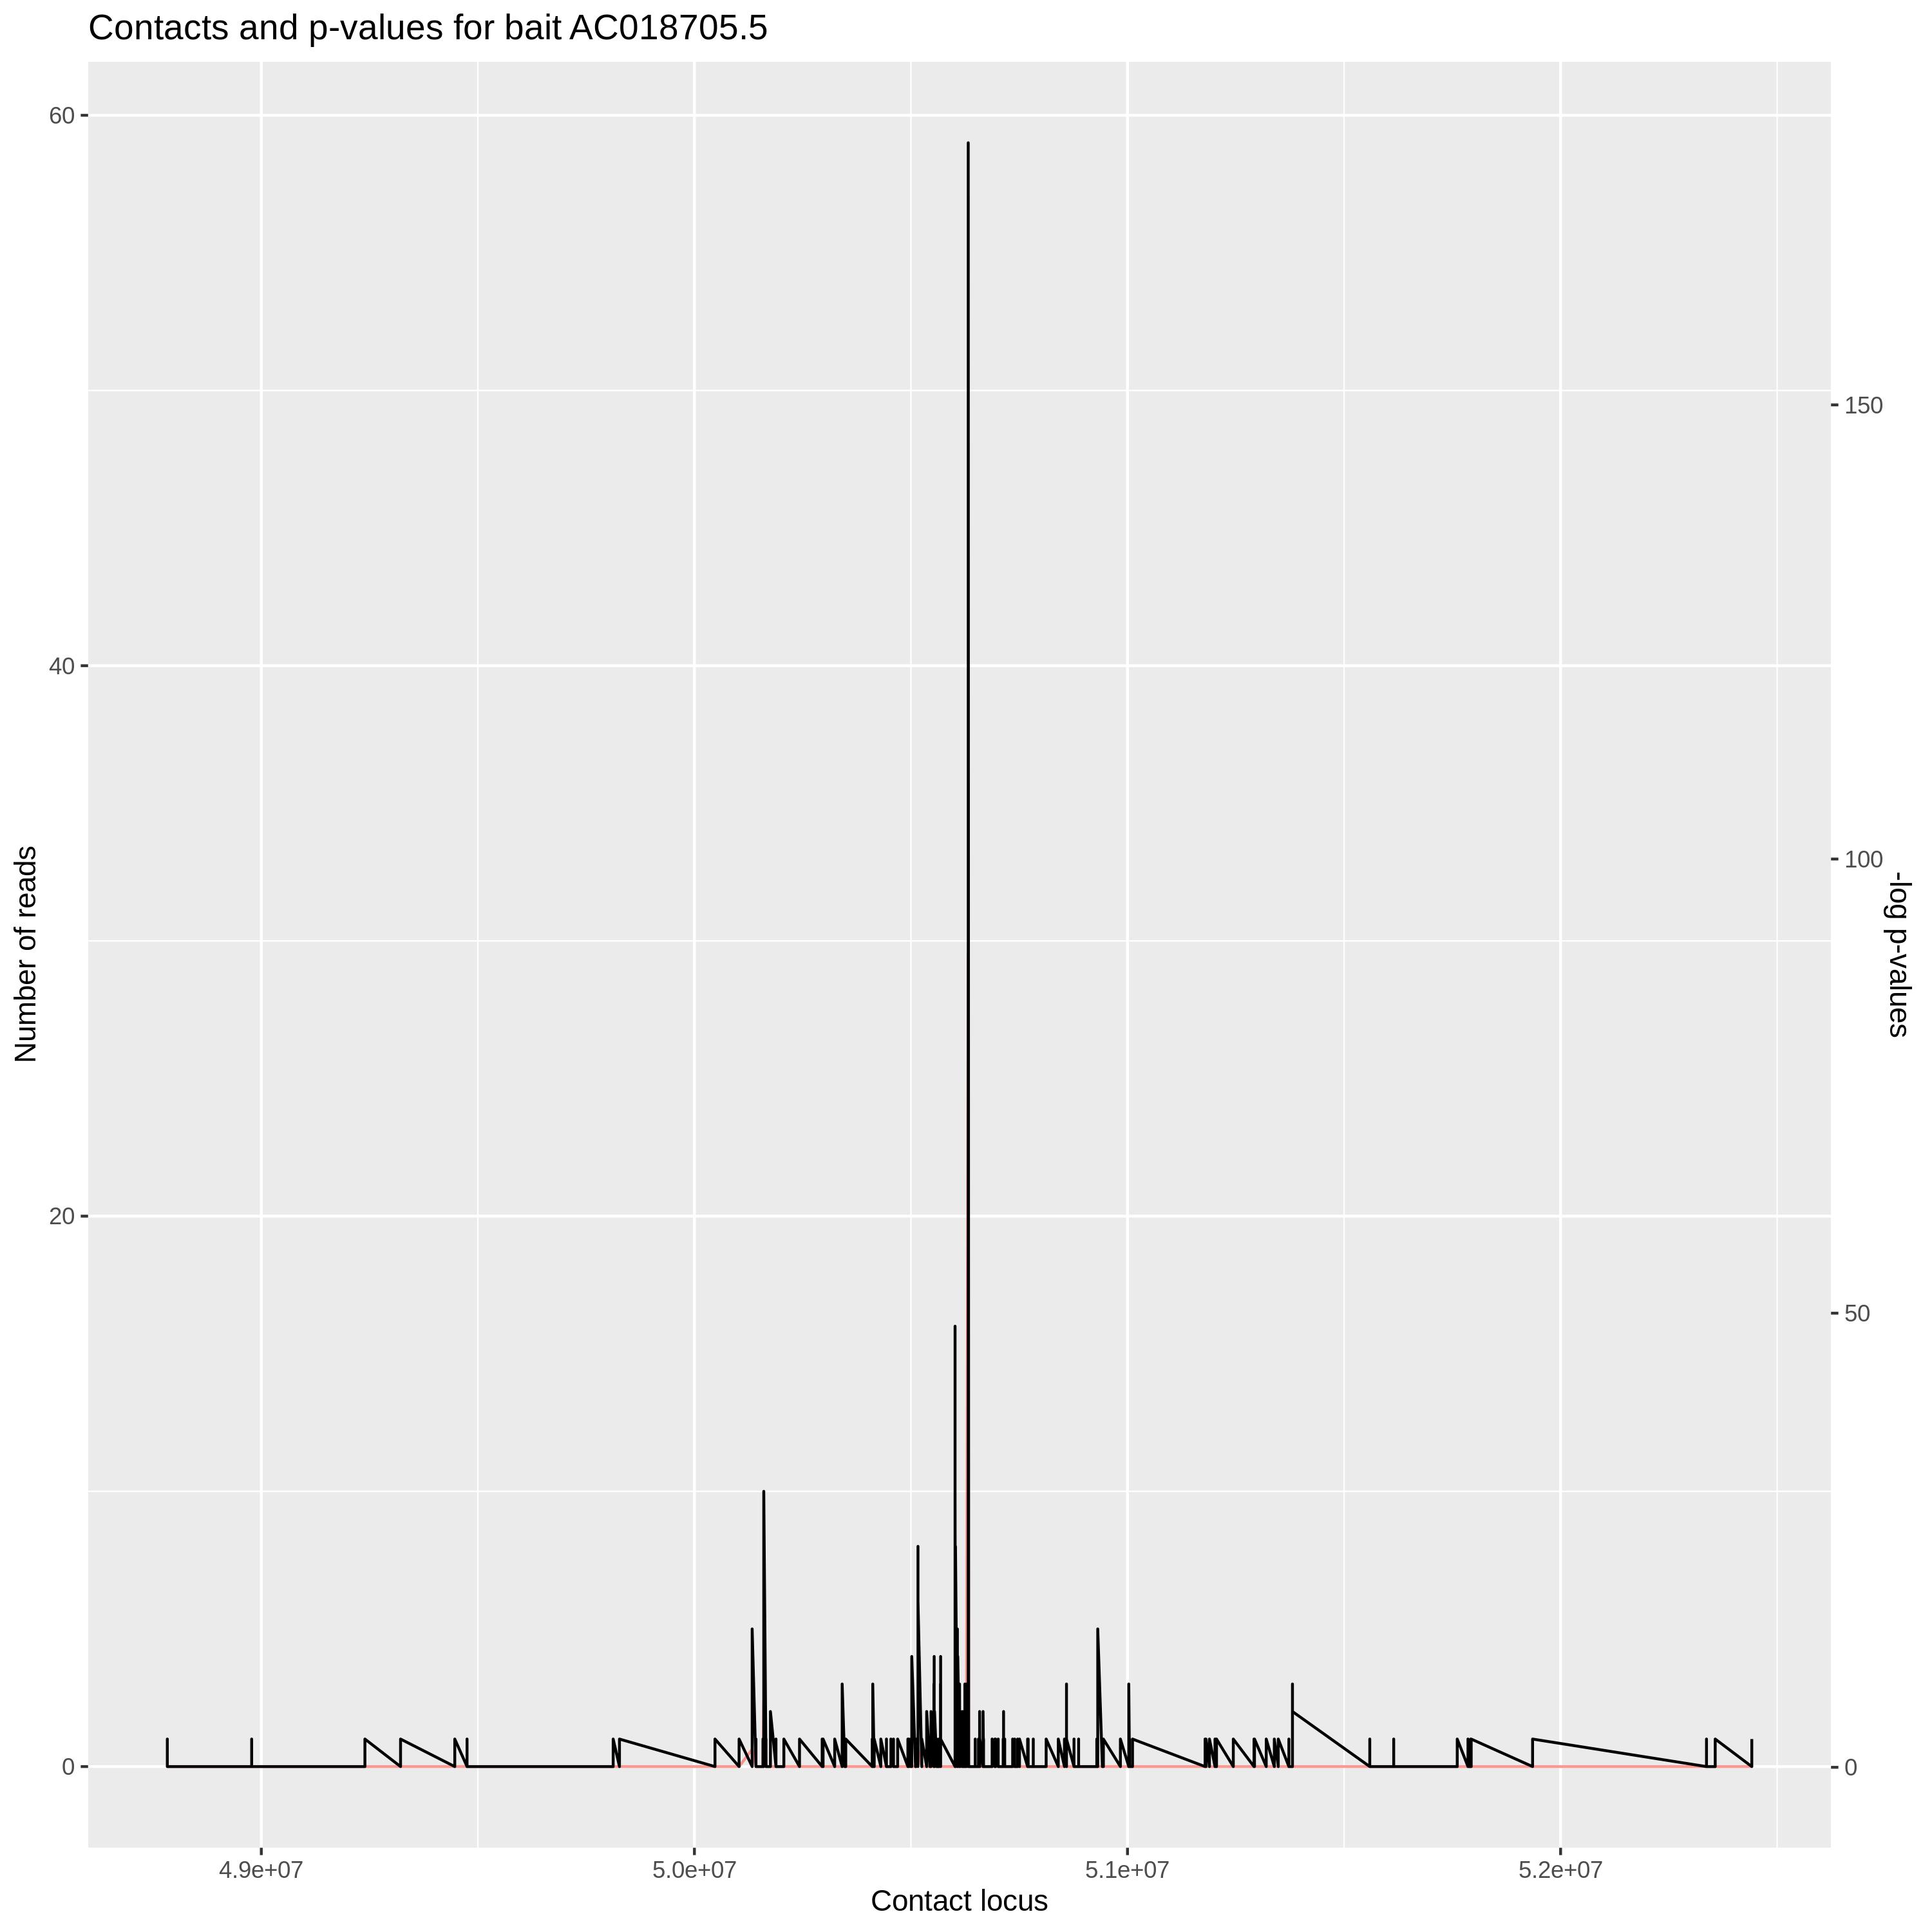 Contacts and p-values for bait AC018705.5
60
40
20
0
Number of reads
150
100
50
0
-log p-values
4.9e+07
5.0e+07
5.1e+07
5.2e+07
Contact locus